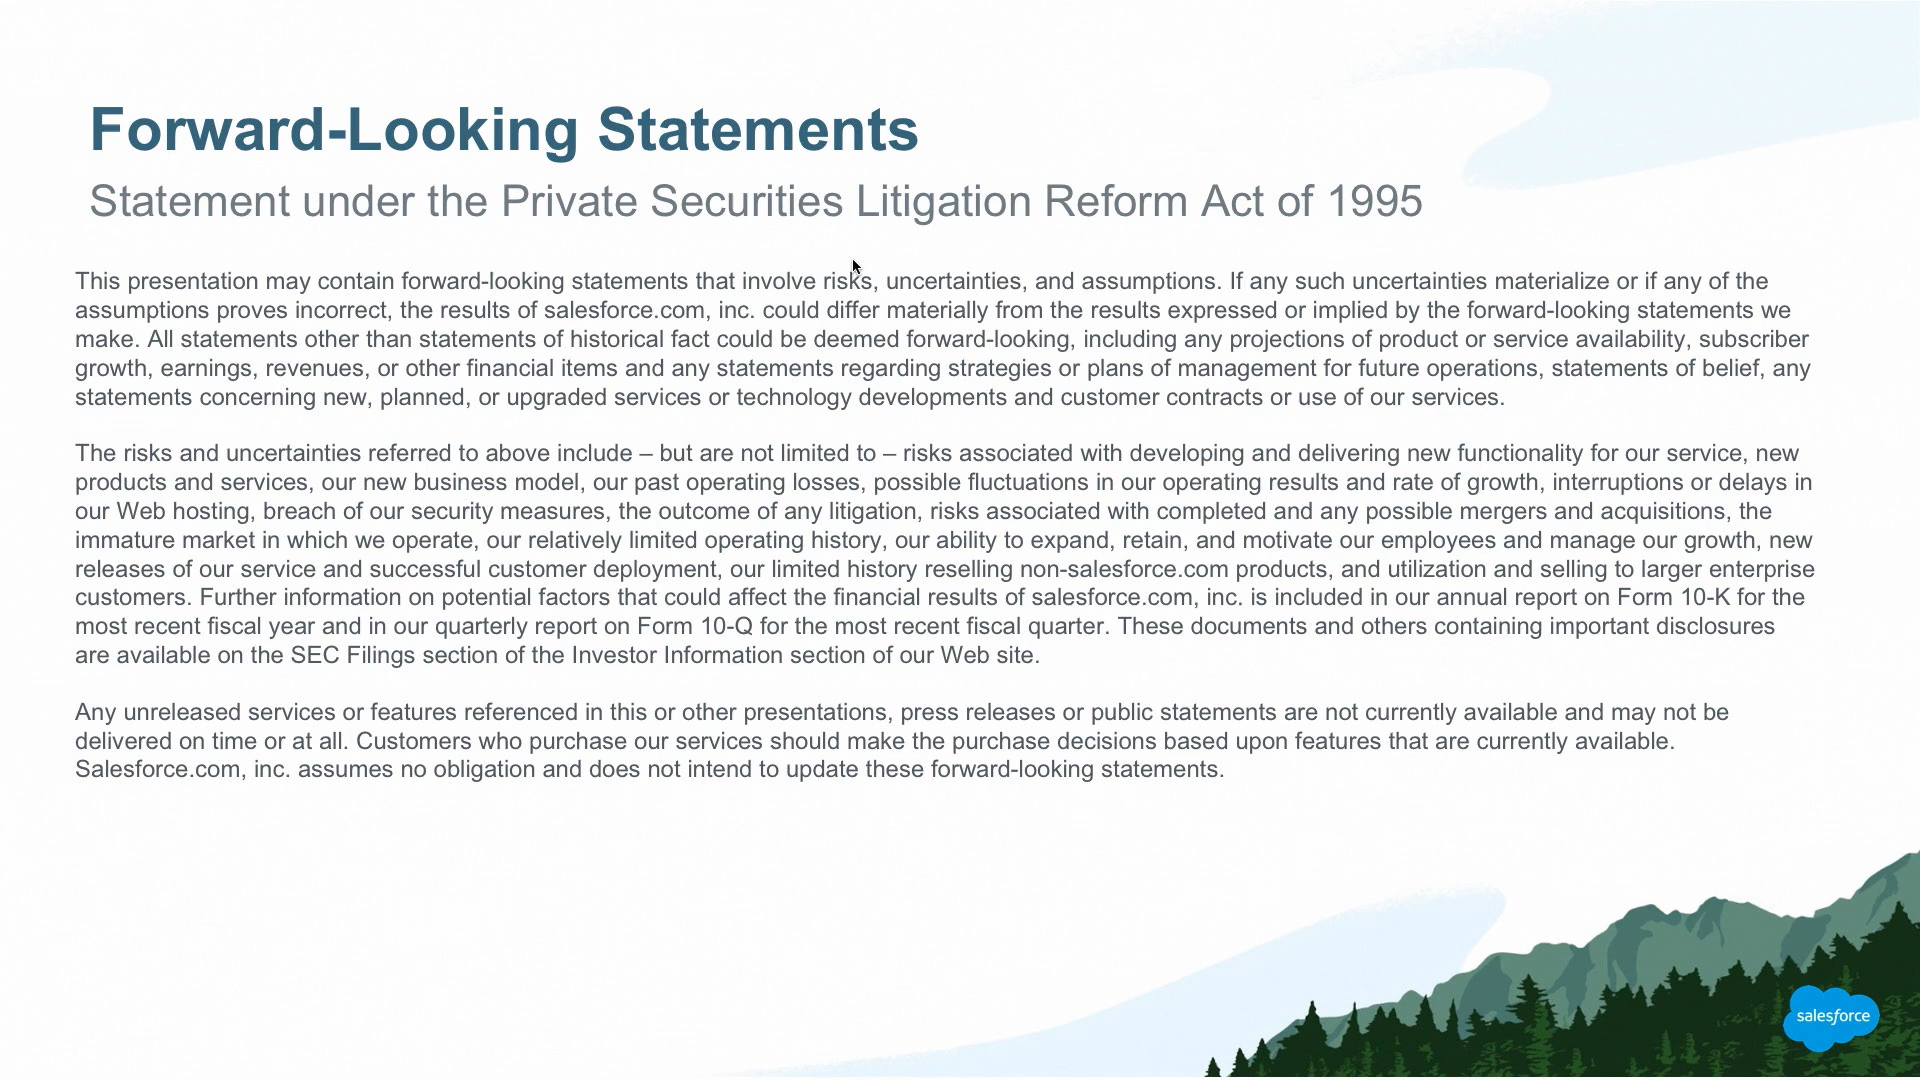 Forward-Looking Statements
Statement under the Private Securities Litigation Reform Act of 1995
This presentation may contain forward-looking statements that involve risks, uncertainties, and assumptions. If any such uncertainties materialize or if any of the
assumptions proves incorrect, the results of salesforce.com, inc. could differ materially from the results expressed or implied by the forward-looking statements we
make. All statements other than statements of historical fact could be deemed forward-looking, including any projections of product or service availability, subscriber
growth, earnings, revenues, or other financial items and any statements regarding strategies or plans of management for future operations, statements of belief, any
statements concerning new, planned, or upgraded services or technology developments and customer contracts or use of our services.
The risks and uncertainties referred to above include – but are not limited to – risks associated with developing and delivering new functionality for our service, new
products and services, our new business model, our past operating losses, possible fluctuations in our operating results and rate of growth, interruptions or delays in
our Web hosting, breach of our security measures, the outcome of any litigation, risks associated with completed and any possible mergers and acquisitions, the
immature market in which we operate, our relatively limited operating history, our ability to expand, retain, and motivate our employees and manage our growth, new
releases of our service and successful customer deployment, our limited history reselling non-salesforce.com products, and utilization and selling to larger enterprise
customers. Further information on potential factors that could affect the financial results of salesforce.com, inc. is included in our annual report on Form 10-K for the
most recent fiscal year and in our quarterly report on Form 10-Q for the most recent fiscal quarter. These documents and others containing important disclosures
are available on the SEC Filings section of the Investor Information section of our Web site.
Any unreleased services or features referenced in this or other presentations, press releases or public statements are not currently available and may not be
delivered on time or at all. Customers who purchase our services should make the purchase decisions based upon features that are currently available.
Salesforce.com, inc. assumes no obligation and does not intend to update these forward-looking statements.
salesforce